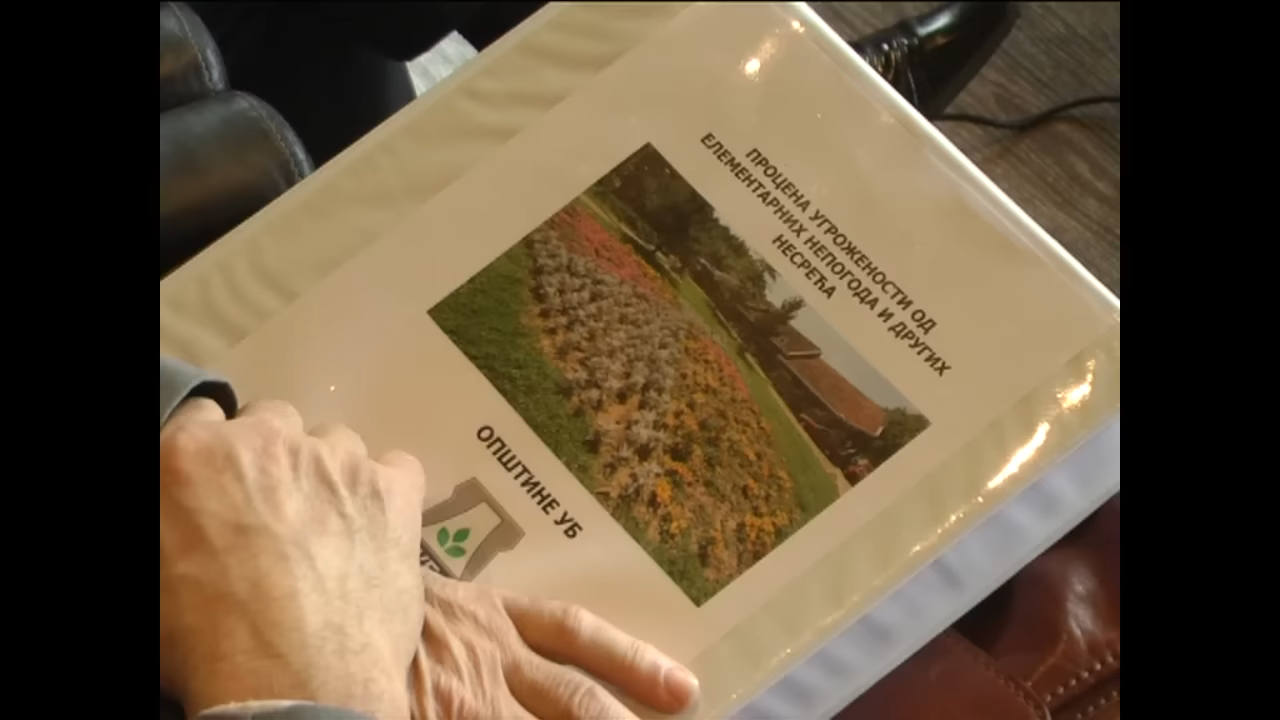 ПРОЦЕНА УГРОЖЕНОСТИ ОД
ЕЛЕМЕНТАРНИХ НЕПОГОДА И ДРУГИХ
НЕСРЕЋА
ОПШТИНЕ УБ